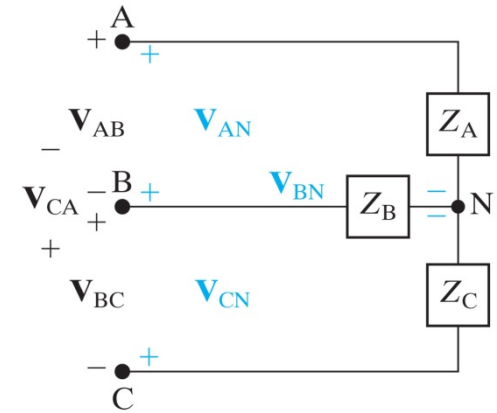 A
+
+
V_AB V_AN Z_A
−
− B + V_BN Z_B − N
V_CA + −
+
V_BC V_CN Z_C
− +
C